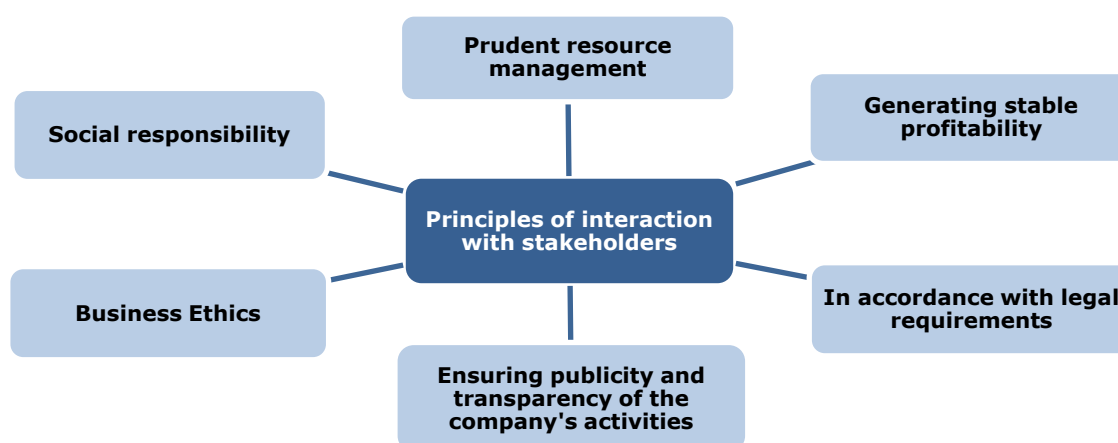 Prudent resource
management
Social responsibility
Generating stable
profitability
Principles of interaction
with stakeholders
Business Ethics
In accordance with legal
requirements
Ensuring publicity and
transparency of the
company's activities